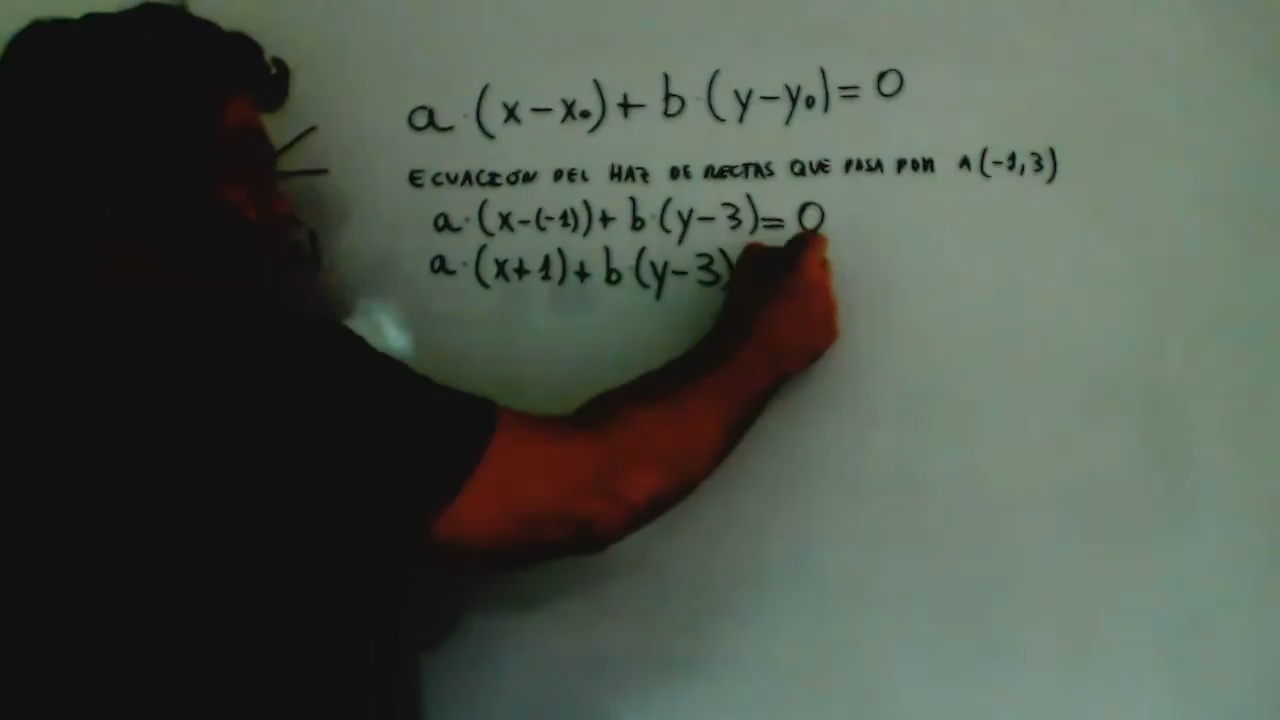 a·(x-x₀)+b·(y-y₀)=0
ECUACION DEL HAZ DE RECTAS QUE PASA POR A(-1,3)
a·(x-(-1))+b·(y-3)=0
a·(x+1)+b(y-3)